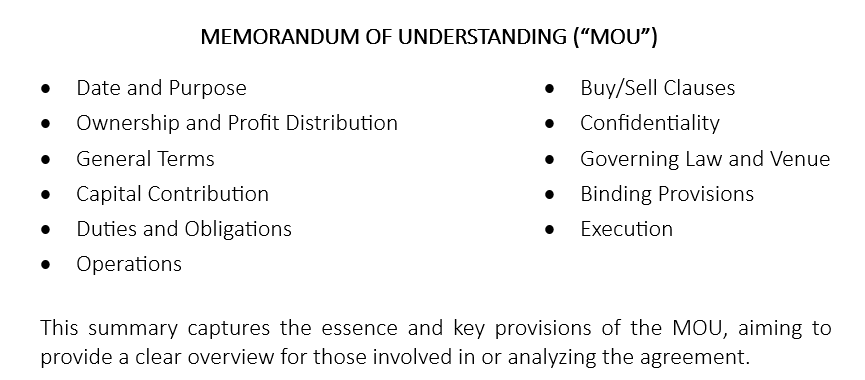 MEMORANDUM OF UNDERSTANDING (“MOU”)
• Date and Purpose
• Ownership and Profit Distribution
• General Terms
• Capital Contribution
• Duties and Obligations
• Operations
• Buy/Sell Clauses
• Confidentiality
• Governing Law and Venue
• Binding Provisions
• Execution
This summary captures the essence and key provisions of the MOU, aiming to
provide a clear overview for those involved in or analyzing the agreement.